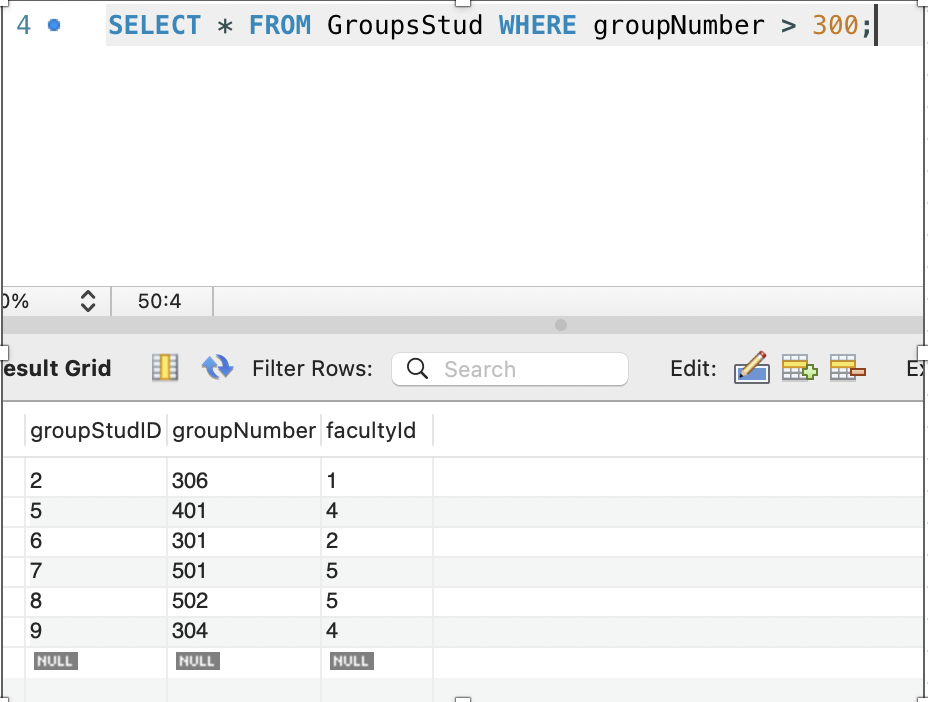 4 SELECT * FROM GroupsStud WHERE groupNumber > 300;
0% 50:4
esult Grid Filter Rows: Search Edit: Ex
groupStudID groupNumber facultyId
2 306 1
5 401 4
6 301 2
7 501 5
8 502 5
9 304 4
NULL NULL NULL